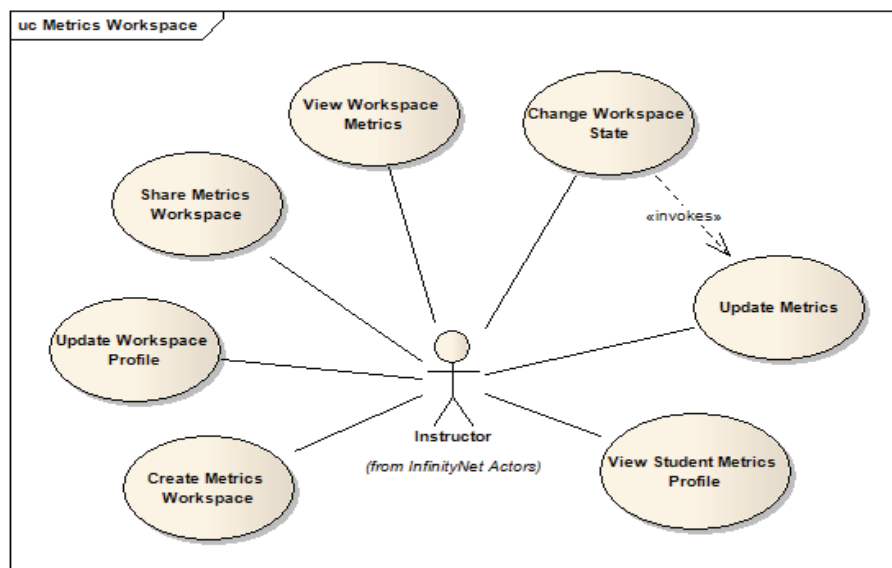 uc Metrics Workspace
View Workspace
Metrics
Change Workspace
State
Share Metrics
Workspace
«invokes»
Update Metrics
Update Workspace
Profile
Instructor
(from InfinityNet Actors)
Create Metrics
Workspace
View Student Metrics
Profile